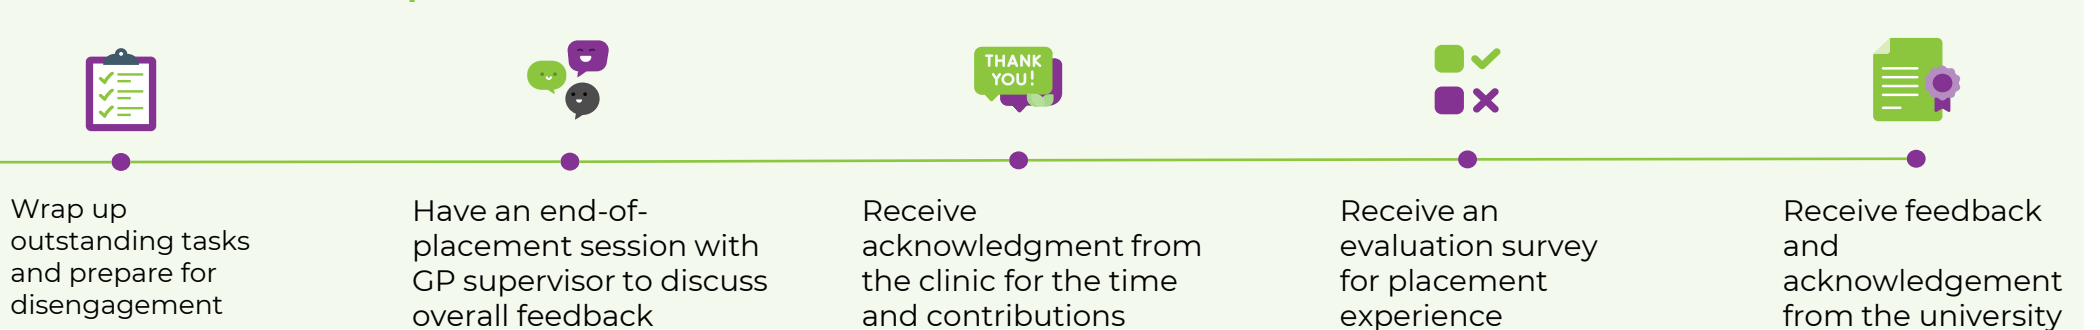 THANK
YOU!
Wrap up
outstanding tasks
and prepare for
disengagement
Have an end-of-
placement session with
GP supervisor to discuss
overall feedback
Receive
acknowledgment from
the clinic for the time
and contributions
Receive an
evaluation survey
for placement
experience
Receive feedback
and
acknowledgement
from the university